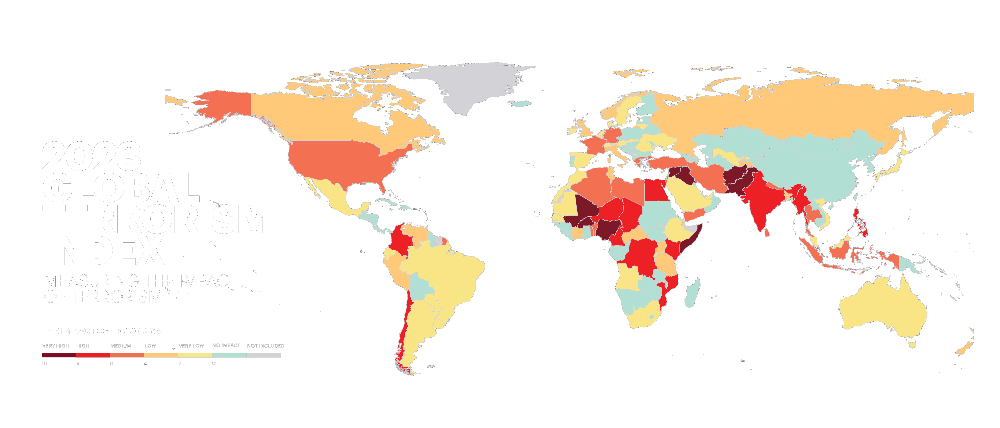 2023
GLOBAL
TERRORISM
INDEX
MEASURING THE IMPACT
OF TERRORISM
THE IMPACT OF TERRORISM
VERY HIGH HIGH MEDIUM LOW VERY LOW NO IMPACT NOT INCLUDED
10 8 6 4 2 0